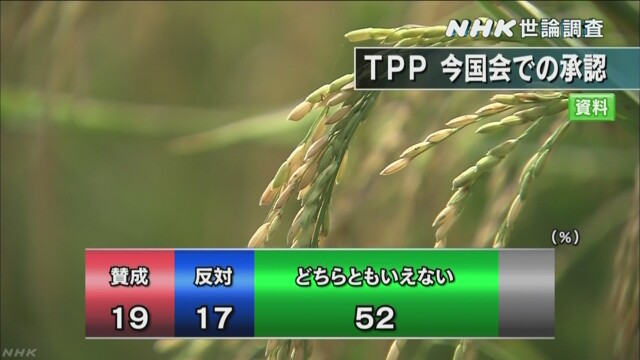 NHK世論調査
TPP 今国会での承認
資料
(%)
賛成 反対 どちらともいえない
19 17 52
NHK